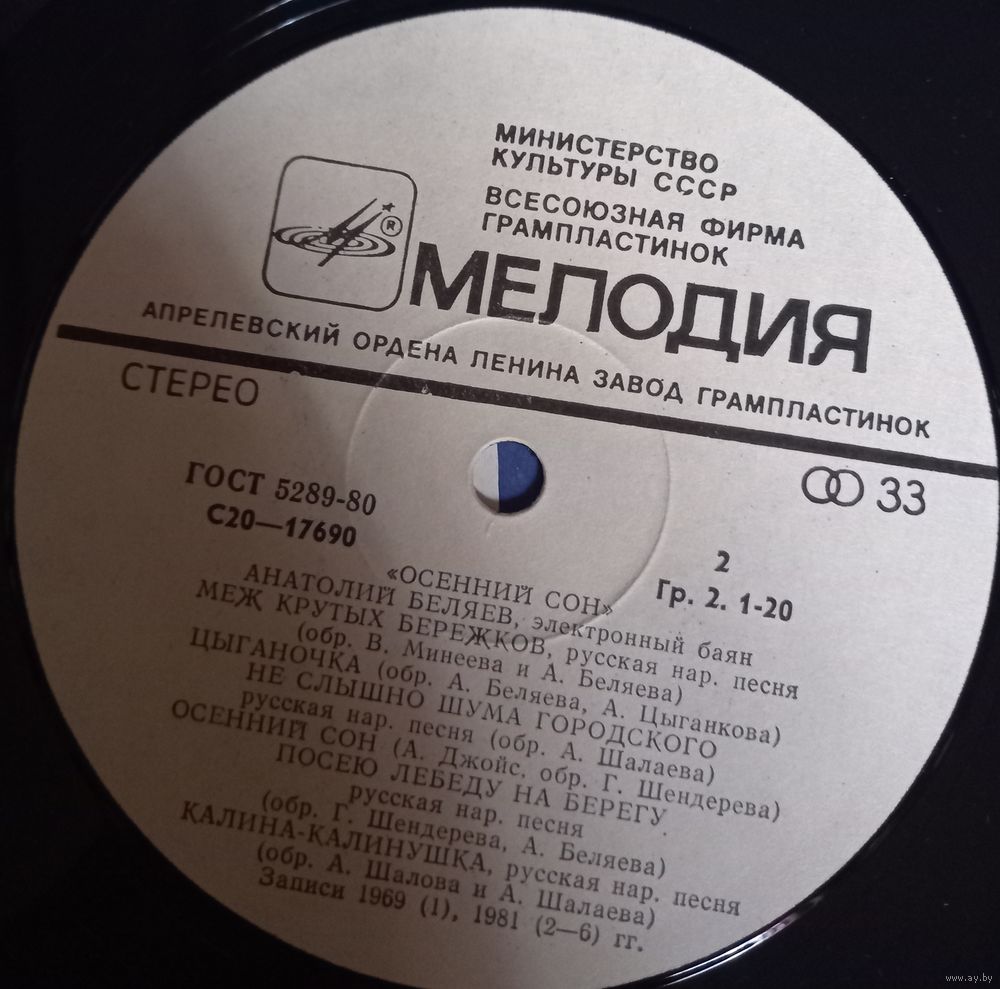 МИНИСТЕРСТВО
КУЛЬТУРЫ СССР
ВСЕСОЮЗНАЯ ФИРМА
ГРАМПЛАСТИНОК
®
МЕЛОДИЯ
АПРЕЛЕВСКИЙ ОРДЕНА ЛЕНИНА ЗАВОД ГРАМПЛАСТИНОК
СТЕРЕО
33
ГОСТ 5289-80
С20—17690
2
Гр. 2. 1-20
«ОСЕННИЙ СОН»
АНАТОЛИЙ БЕЛЯЕВ, электронный баян
МЕЖ КРУТЫХ БЕРЕЖКОВ, русская нар. песня
(обр. В. Минеева и А. Беляева)
ЦЫГАНОЧКА (обр. А. Беляева, А. Цыганкова)
НЕ СЛЫШНО ШУМА ГОРОДСКОГО
русская нар. песня (обр. А. Шалаева)
ОСЕННИЙ СОН (А. Джойс, обр. Г. Шендерева)
ПОСЕЮ ЛЕБЕДУ НА БЕРЕГУ.
русская нар. песня
(обр. Г. Шендерева, А. Беляева)
КАЛИНА-КАЛИНУШКА, русская нар. песня
(обр. А. Шалова и А. Шалаева)
Записи 1969 (1), 1981 (2—6) гг.
www.ay.by